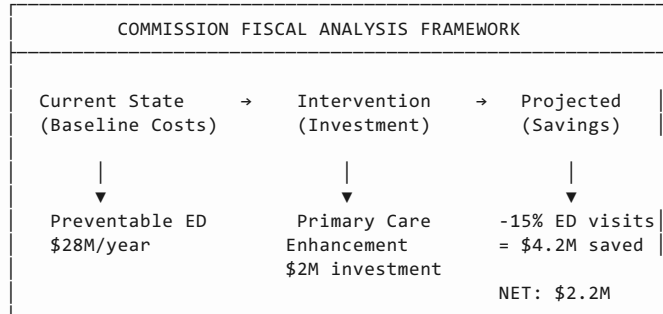 COMMISSION FISCAL ANALYSIS FRAMEWORK
Current State → Intervention → Projected
(Baseline Costs) (Investment) (Savings)
Preventable ED Primary Care -15% ED visits
$28M/year Enhancement = $4.2M saved
$2M investment
NET: $2.2M